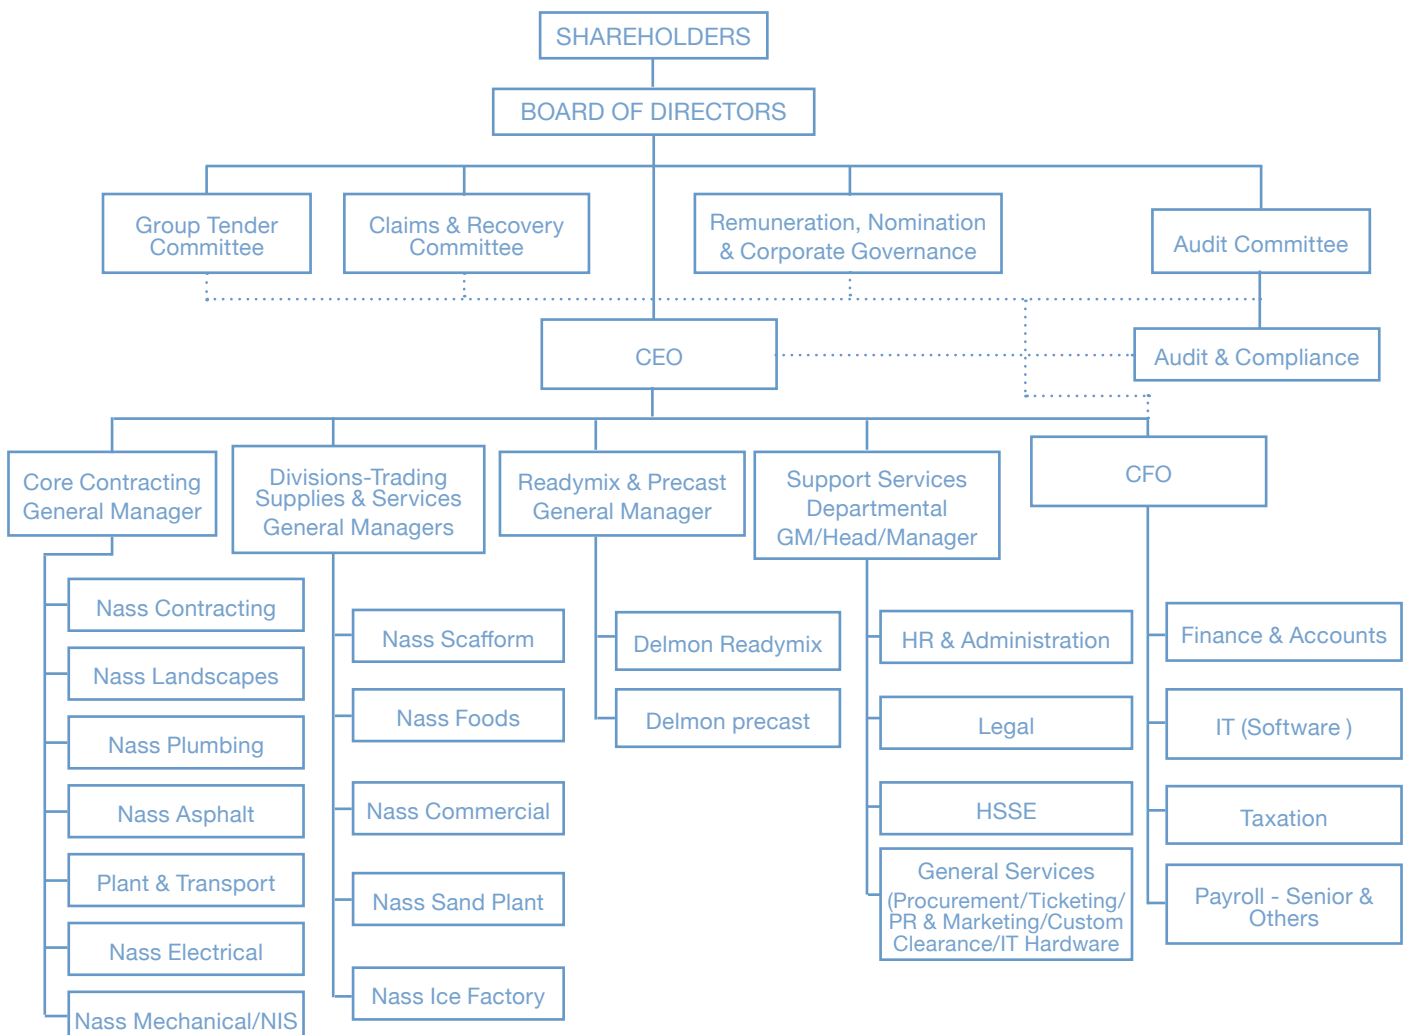 SHAREHOLDERS
BOARD OF DIRECTORS
Group Tender
Committee
Claims & Recovery
Committee
Remuneration, Nomination
& Corporate Governance
Audit Committee
CEO
Audit & Compliance
Core Contracting
General Manager
Divisions-Trading
Supplies & Services
General Managers
Readymix & Precast
General Manager
Support Services
Departmental
GM/Head/Manager
CFO
Nass Contracting
Nass Landscapes
Nass Plumbing
Nass Asphalt
Plant & Transport
Nass Electrical
Nass Mechanical/NIS
Nass Scafform
Nass Foods
Nass Commercial
Nass Sand Plant
Nass Ice Factory
Delmon Readymix
Delmon precast
HR & Administration
Legal
HSSE
General Services
(Procurement/Ticketing/
PR & Marketing/Custom
Clearance/IT Hardware
Finance & Accounts
IT (Software )
Taxation
Payroll - Senior &
Others